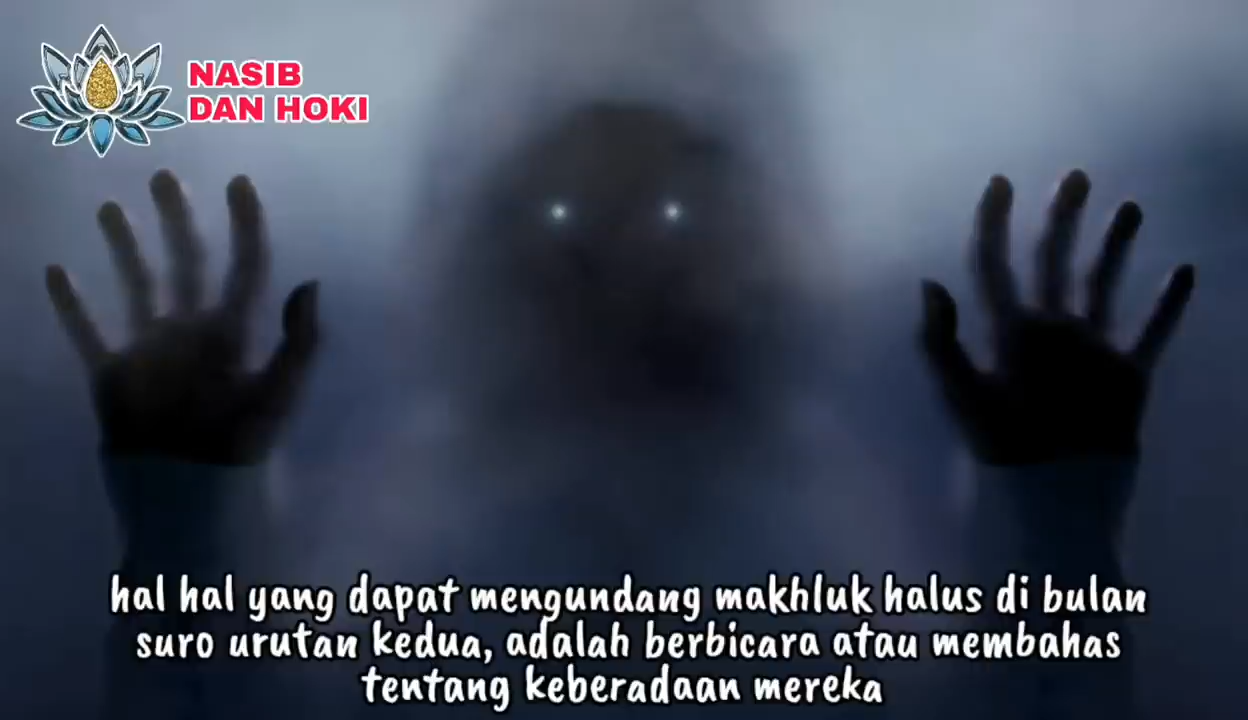 NASIB
DAN HOKI
hal hal yang dapat mengundang makhluk halus di bulan
suro urutan kedua, adalah berbicara atau membahas
tentang keberadaan mereka